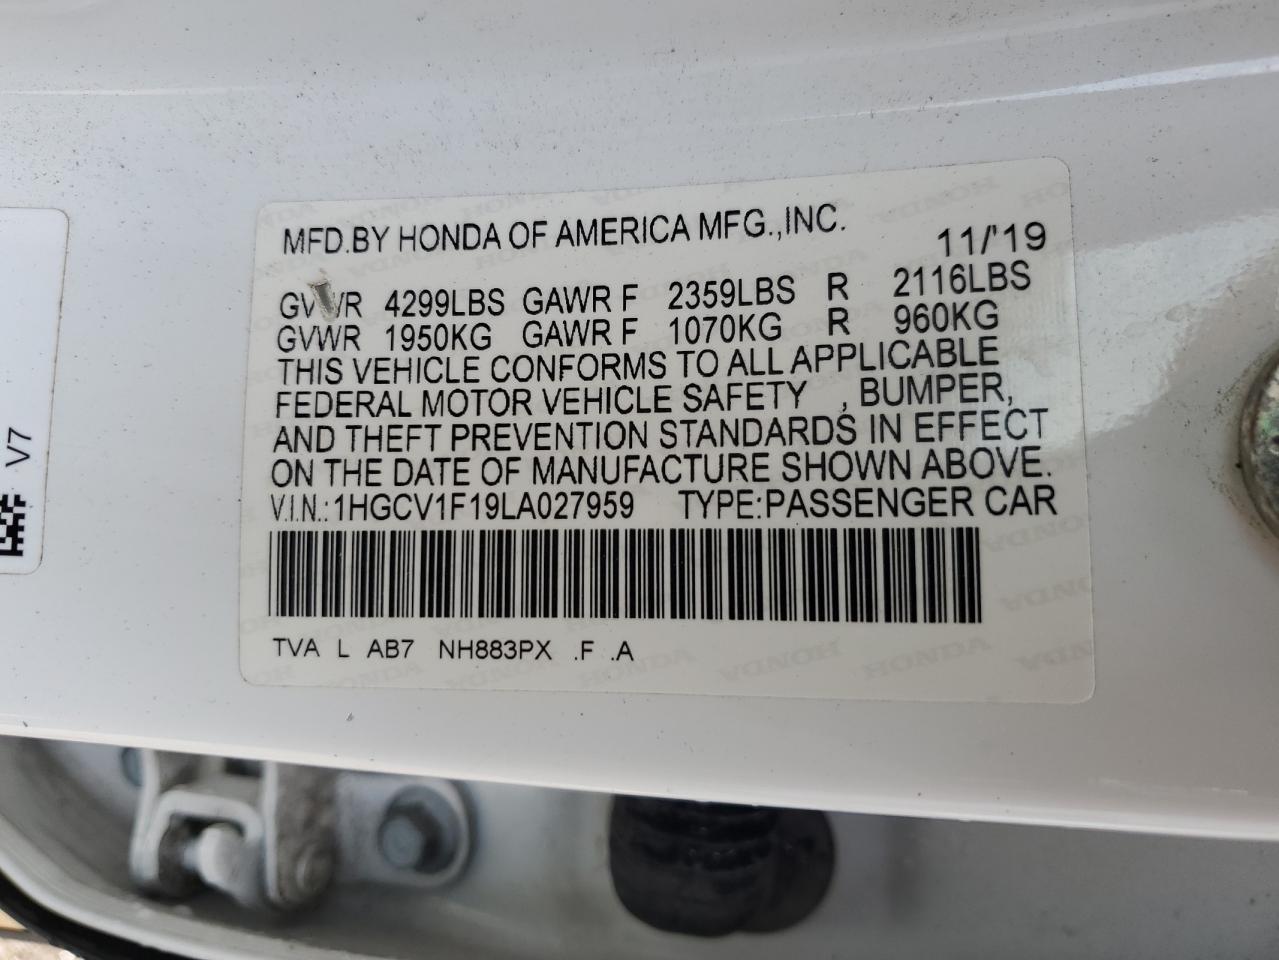 MFD.BY HONDA OF AMERICA MFG.,INC. 11/'19
GVWR 4299LBS GAWR F 2359LBS R 2116LBS
GVWR 1950KG GAWR F 1070KG R 960KG
THIS VEHICLE CONFORMS TO ALL APPLICABLE
FEDERAL MOTOR VEHICLE SAFETY , BUMPER,
AND THEFT PREVENTION STANDARDS IN EFFECT
ON THE DATE OF MANUFACTURE SHOWN ABOVE.
V.I.N.:1HGCV1F19LA027959 TYPE:PASSENGER CAR
TVA L AB7 NH883PX .F .A
V7